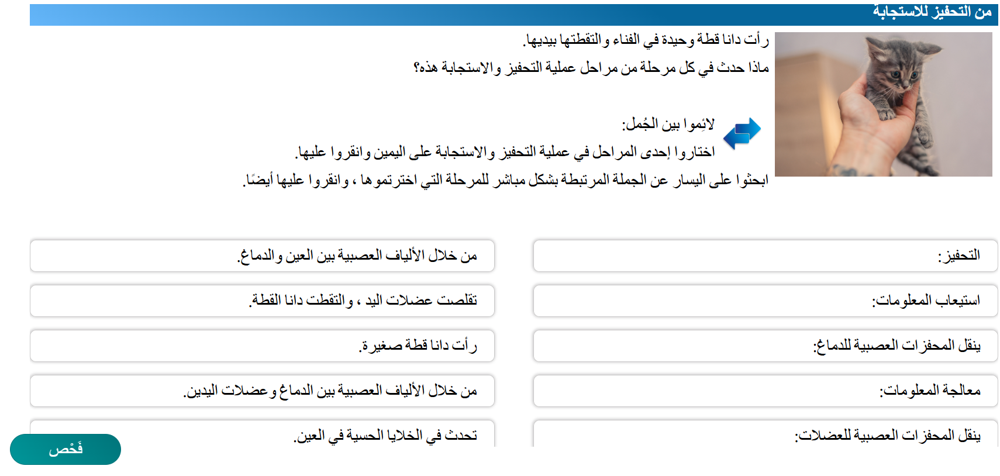 من التحفيز للاستجابة
رأت دانا قطة وحيدة في الفناء والتقطتها بيديها.
ماذا حدث في كل مرحلة من مراحل عملية التحفيز والاستجابة هذه؟
لائِموا بين الجُمل:
اختاروا إحدى المراحل في عملية التحفيز والاستجابة على اليمين وانقروا عليها.
ابحثوا على اليسار عن الجملة المرتبطة بشكل مباشر للمرحلة التي اخترتموها ، وانقروا عليها أيضًا.
التحفيز:
من خلال الألياف العصبية بين العين والدماغ.
استيعاب المعلومات:
تقلصت عضلات اليد ، والتقطت دانا القطة.
ينقل المحفزات العصبية للدماغ:
رأت دانا قطة صغيرة.
معالجة المعلومات:
من خلال الألياف العصبية بين الدماغ وعضلات اليدين.
ينقل المحفزات العصبية للعضلات:
تحدث في الخلايا الحسية في العين.
فَحْص